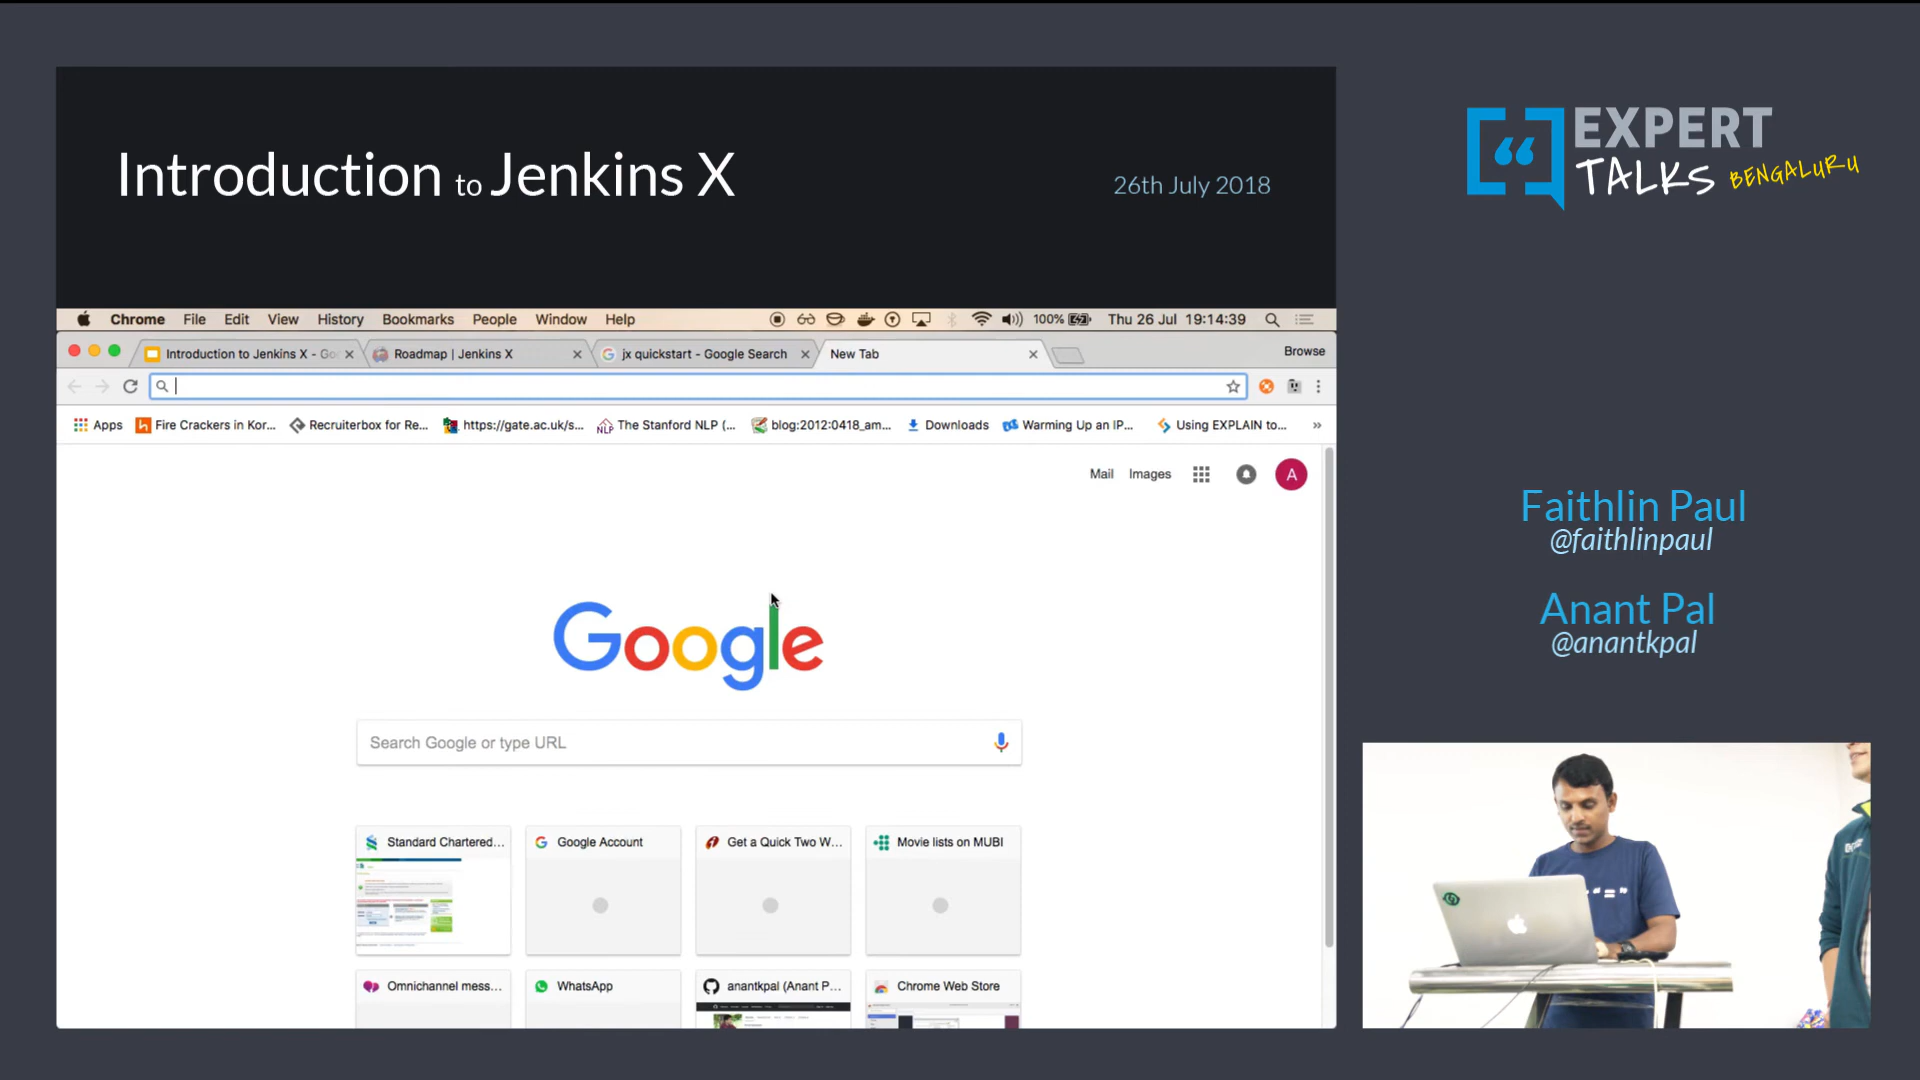 Introduction to Jenkins X
26th July 2018
EXPERT
TALKS BENGALURU
Chrome File Edit View History Bookmarks People Window Help
100% Thu 26 Jul 19:14:39
Introduction to Jenkins X - Go
Roadmap | Jenkins X
jx quickstart - Google Search
New Tab
Browse
Apps
Fire Crackers in Kor...
Recruiterbox for Re...
https://gate.ac.uk/s...
The Stanford NLP (...
blog:2012:0418_am...
Downloads
Warming Up an IP...
Using EXPLAIN to...
»
Mail Images
A
Google
Search Google or type URL
Standard Chartered...
Google Account
Get a Quick Two W...
Movie lists on MUBI
Omnichannel mess...
WhatsApp
anantkpal (Anant P...
Chrome Web Store
Faithlin Paul
@faithlinpaul
Anant Pal
@anantkpal